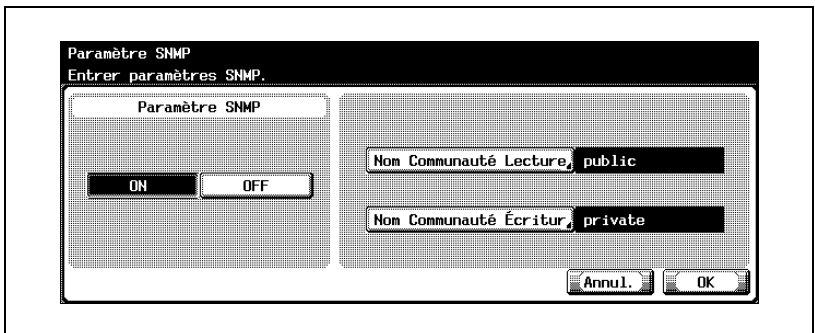 Paramètre SNMP
Entrer paramètres SNMP.
Paramètre SNMP
ON OFF
Nom Communauté Lecture public
Nom Communauté Écritur private
Annul. OK